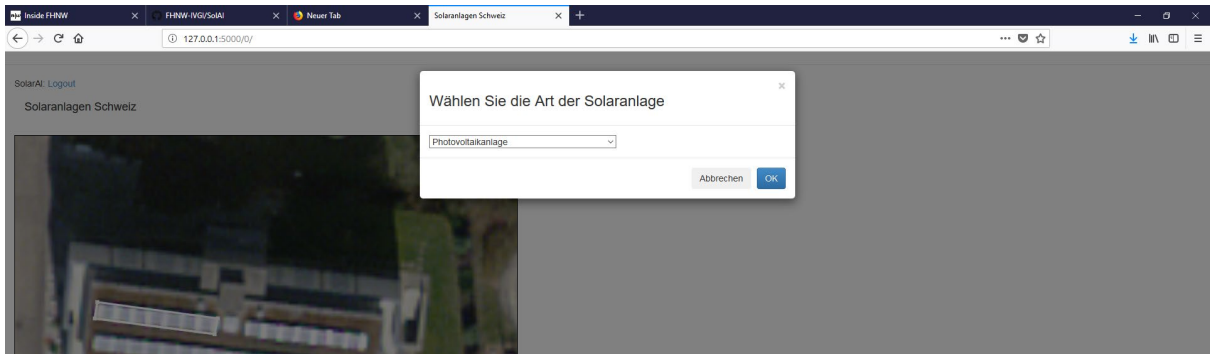 Inside FHNW
FHNW-IVGI/SolAI
Neuer Tab
Solaranlagen Schweiz
127.0.0.1:5000/0/
SolarAI: Logout
Solaranlagen Schweiz
Wählen Sie die Art der Solaranlage
Photovoltaikanlage
Abbrechen
OK